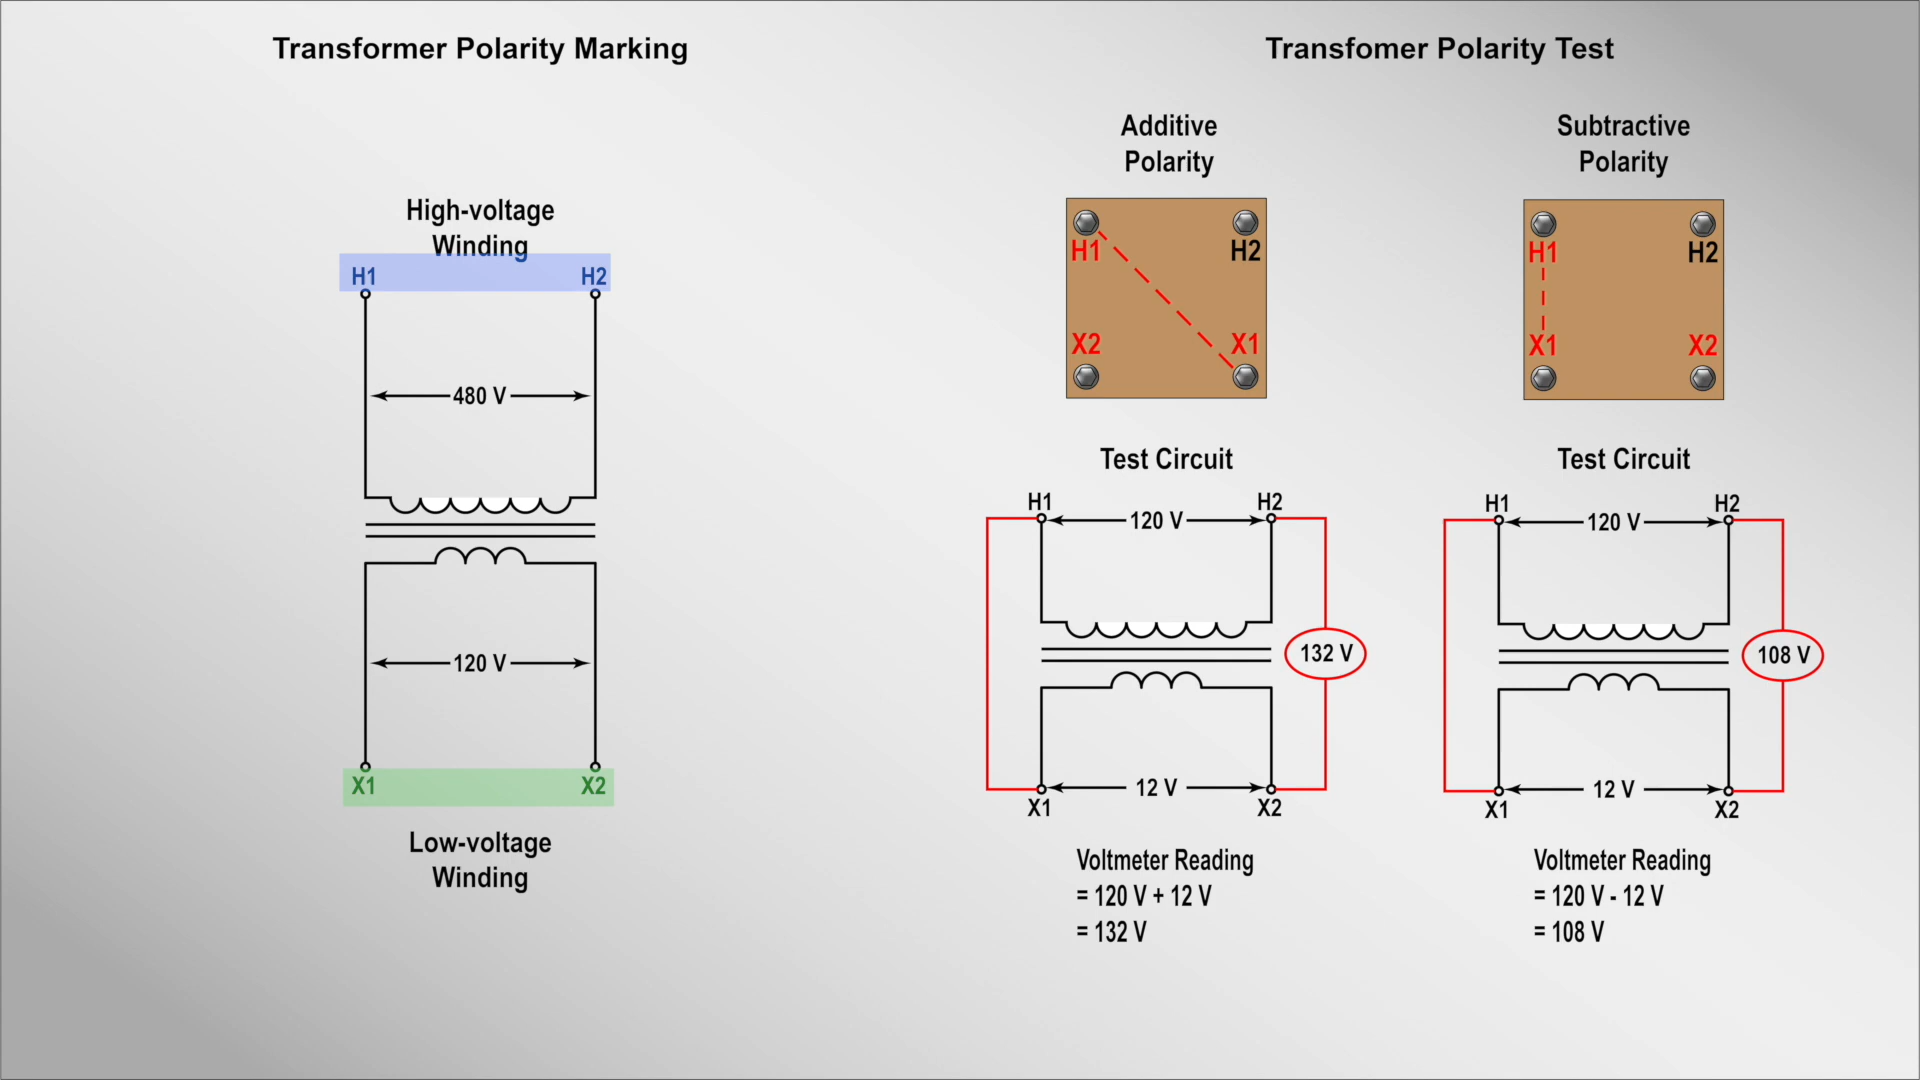 Transformer Polarity Marking
High-voltage
Winding
H1 H2
480 V
120 V
X1 X2
Low-voltage
Winding
Transfomer Polarity Test
Additive
Polarity
H1 H2
X2 X1
Test Circuit
H1 H2
120 V
132 V
12 V
X1 X2
Voltmeter Reading
= 120 V + 12 V
= 132 V
Subtractive
Polarity
H1 H2
X1 X2
Test Circuit
H1 H2
120 V
108 V
12 V
X1 X2
Voltmeter Reading
= 120 V - 12 V
= 108 V